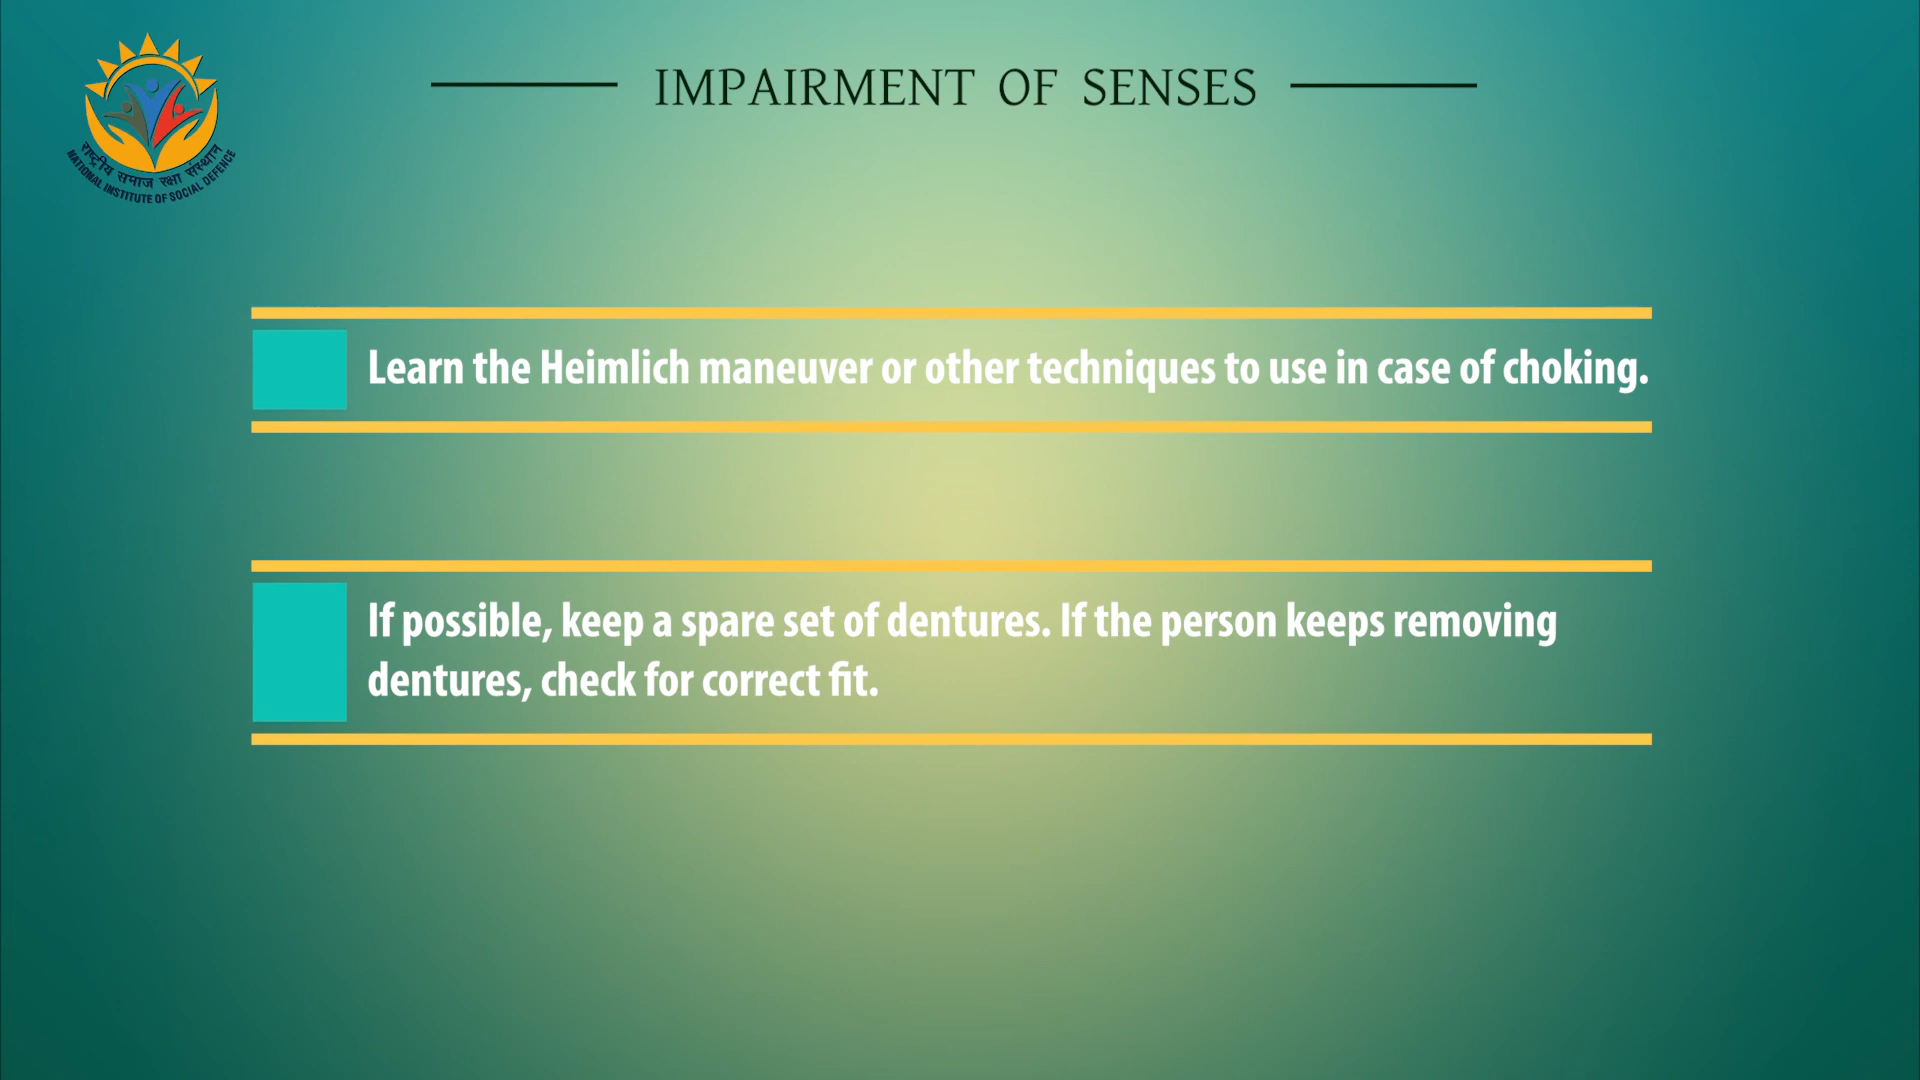 राष्ट्रीय समाज रक्षा संस्थान
NATIONAL INSTITUTE OF SOCIAL DEFENCE
IMPAIRMENT OF SENSES
Learn the Heimlich maneuver or other techniques to use in case of choking.
If possible, keep a spare set of dentures. If the person keeps removing
dentures, check for correct fit.